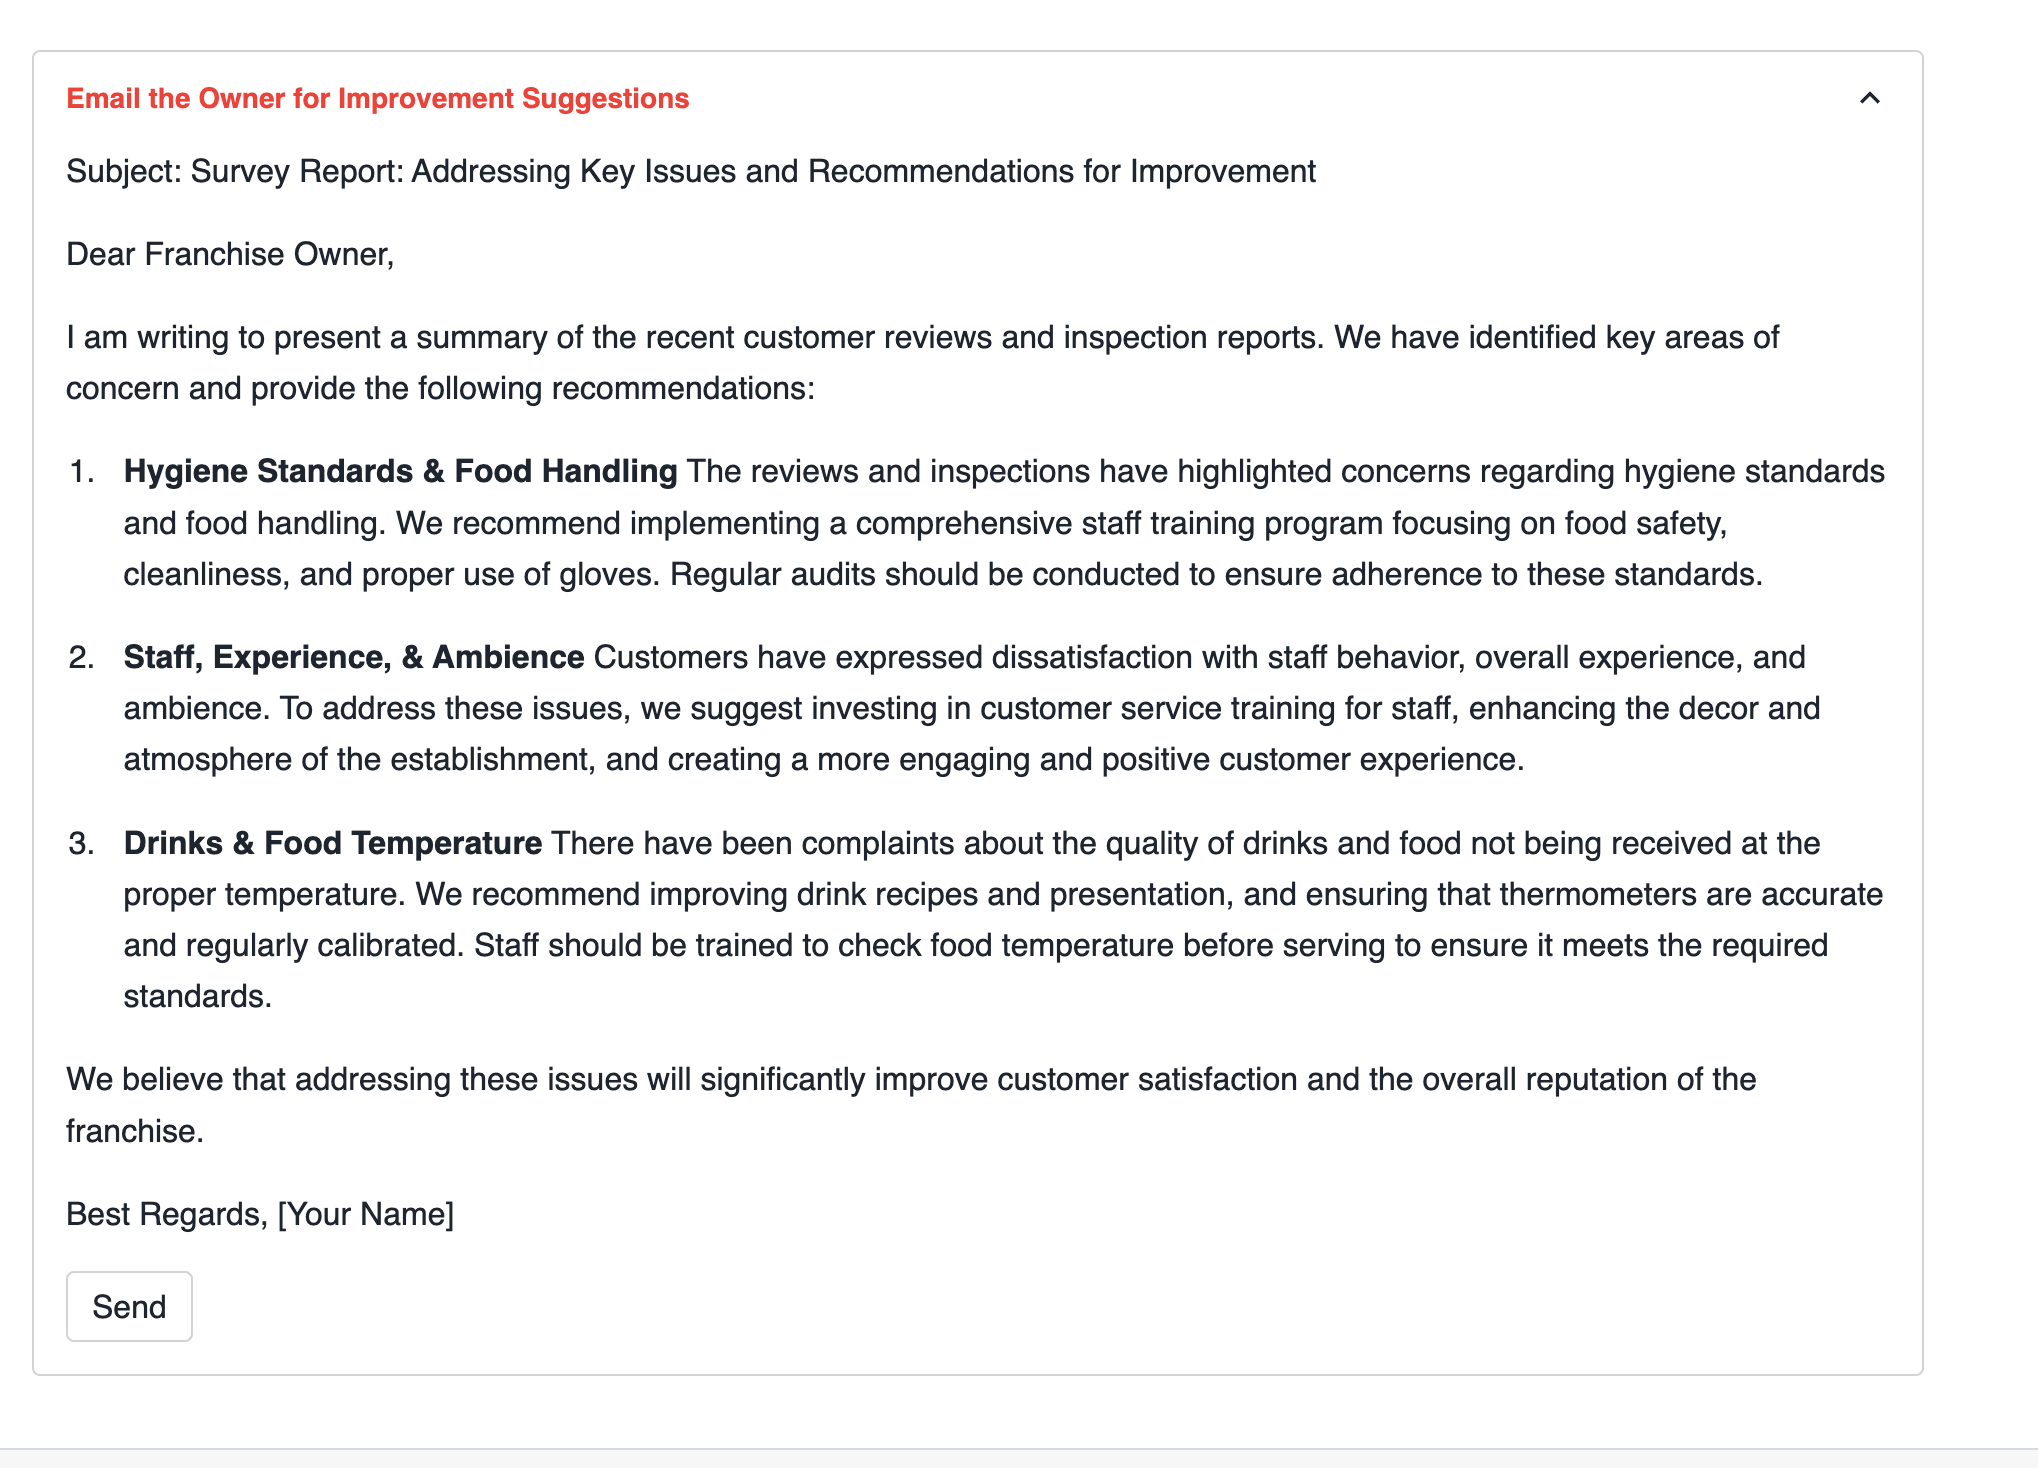 Email the Owner for Improvement Suggestions
Subject: Survey Report: Addressing Key Issues and Recommendations for Improvement
Dear Franchise Owner,
I am writing to present a summary of the recent customer reviews and inspection reports. We have identified key areas of
concern and provide the following recommendations:
1. Hygiene Standards & Food Handling The reviews and inspections have highlighted concerns regarding hygiene standards
and food handling. We recommend implementing a comprehensive staff training program focusing on food safety,
cleanliness, and proper use of gloves. Regular audits should be conducted to ensure adherence to these standards.
2. Staff, Experience, & Ambience Customers have expressed dissatisfaction with staff behavior, overall experience, and
ambience. To address these issues, we suggest investing in customer service training for staff, enhancing the decor and
atmosphere of the establishment, and creating a more engaging and positive customer experience.
3. Drinks & Food Temperature There have been complaints about the quality of drinks and food not being received at the
proper temperature. We recommend improving drink recipes and presentation, and ensuring that thermometers are accurate
and regularly calibrated. Staff should be trained to check food temperature before serving to ensure it meets the required
standards.
We believe that addressing these issues will significantly improve customer satisfaction and the overall reputation of the
franchise.
Best Regards, [Your Name]
Send